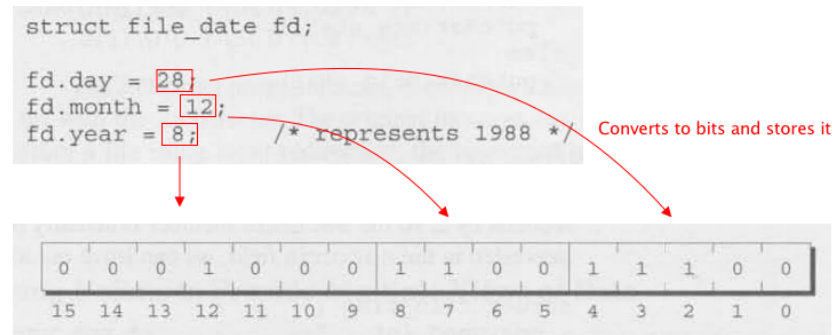 struct file_date fd;
fd.day = 28;
fd.month = 12;
fd.year = 8; /* represents 1988 */
Converts to bits and stores it
0 0 0 1 0 0 0 1 1 0 0 1 1 1 0 0
15 14 13 12 11 10 9 8 7 6 5 4 3 2 1 0